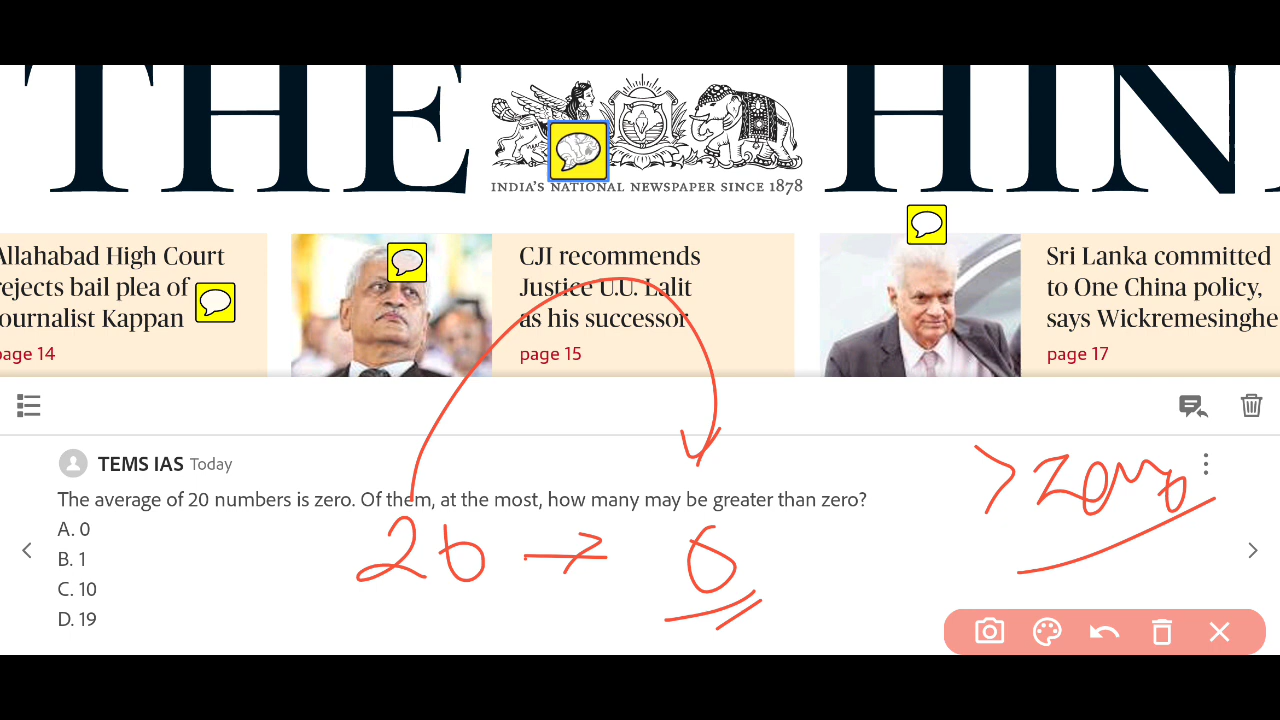 THE HIN
INDIA'S NATIONAL NEWSPAPER SINCE 1878
Allahabad High Court
rejects bail plea of
journalist Kappan
page 14
CJI recommends
Justice U.U. Lalit
as his successor
page 15
Sri Lanka committed
to One China policy,
says Wickremesinghe
page 17
TEMS IAS Today
The average of 20 numbers is zero. Of them, at the most, how many may be greater than zero?
A. 0
B. 1
C. 10
D. 19
20 → 0
> Zero